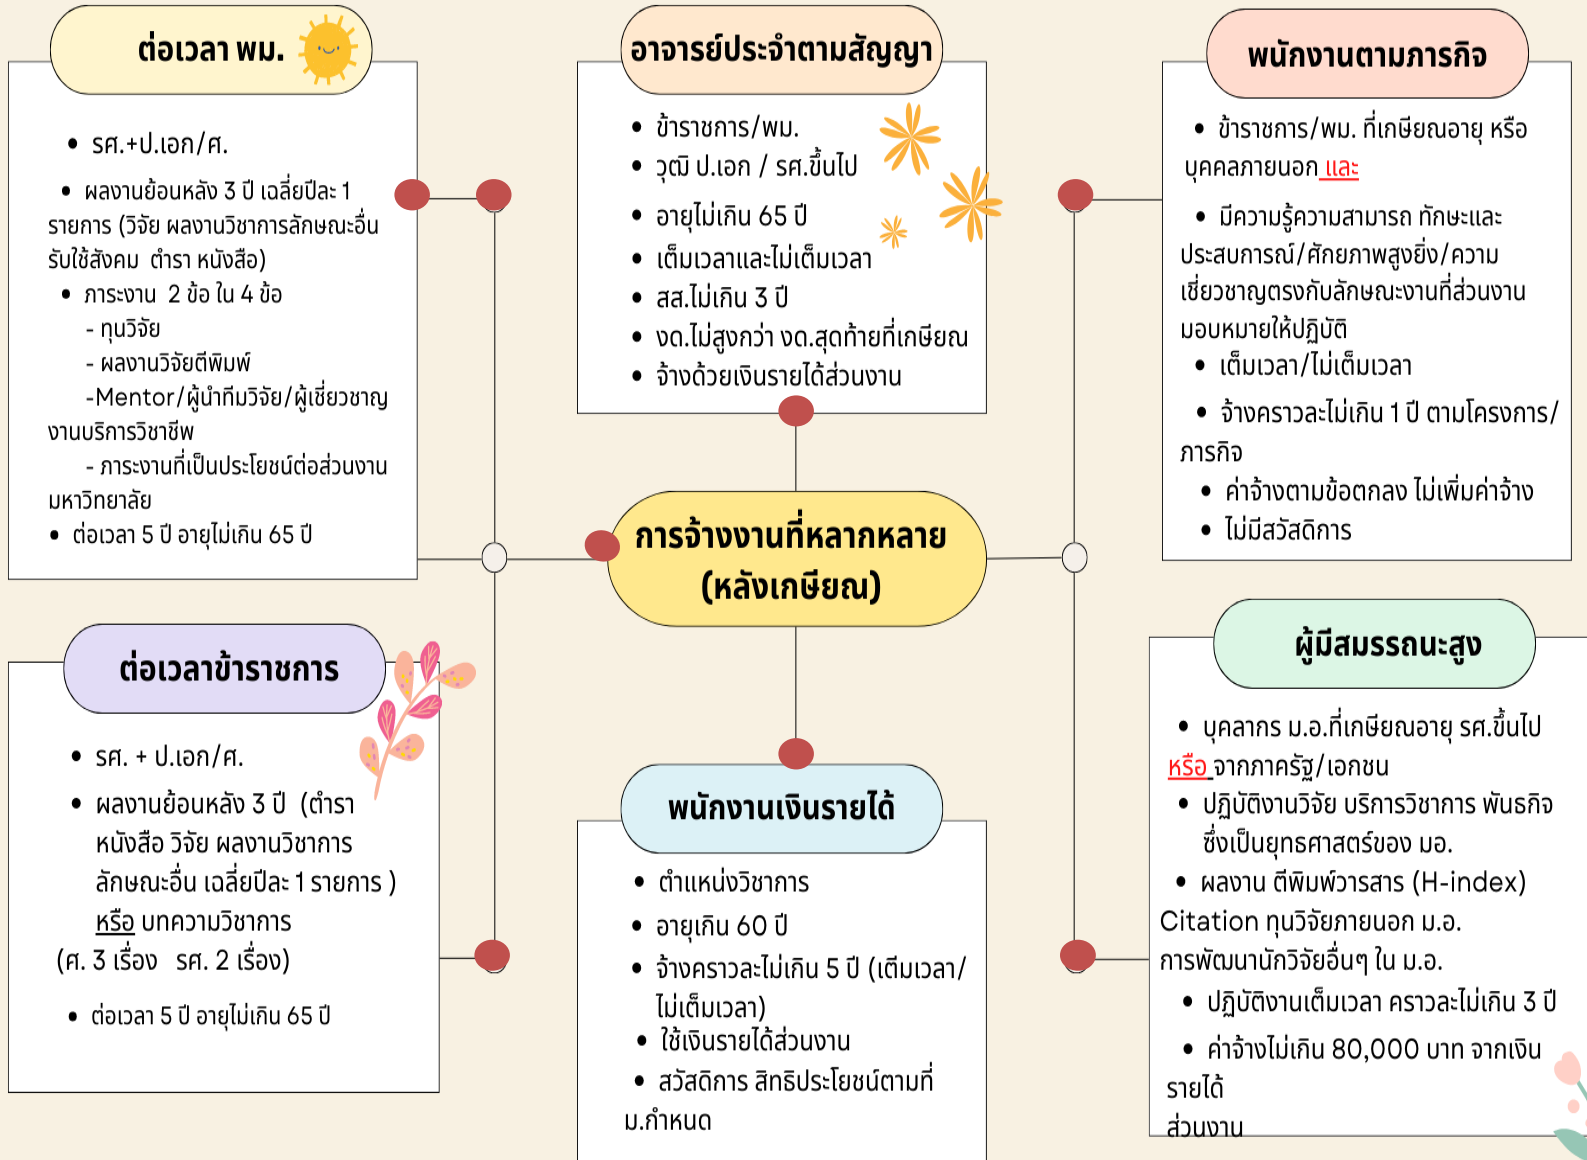 ต่อเวลา พม.
• รศ.+ป.เอก/ศ.
• ผลงานย้อนหลัง 3 ปี เฉลี่ยปีละ 1
รายการ (วิจัย ผลงานวิชาการลักษณะอื่น
รับใช้สังคม ตำรา หนังสือ)
• ภาระงาน 2 ข้อ ใน 4 ข้อ
- ทุนวิจัย
- ผลงานวิจัยตีพิมพ์
-Mentor/ผู้นำทีมวิจัย/ผู้เชี่ยวชาญ
งานบริการวิชาชีพ
- ภาระงานที่เป็นประโยชน์ต่อส่วนงาน
มหาวิทยาลัย
• ต่อเวลา 5 ปี อายุไม่เกิน 65 ปี
อาจารย์ประจำตามสัญญา
• ข้าราชการ/พม.
• วุฒิ ป.เอก / รศ.ขึ้นไป
• อายุไม่เกิน 65 ปี
• เต็มเวลาและไม่เต็มเวลา
• สส.ไม่เกิน 3 ปี
• งด.ไม่สูงกว่า งด.สุดท้ายที่เกษียณ
• จ้างด้วยเงินรายได้ส่วนงาน
พนักงานตามภารกิจ
• ข้าราชการ/พม. ที่เกษียณอายุ หรือ
บุคคลภายนอก และ
• มีความรู้ความสามารถ ทักษะและ
ประสบการณ์/ศักยภาพสูงยิ่ง/ความ
เชี่ยวชาญตรงกับลักษณะงานที่ส่วนงาน
มอบหมายให้ปฏิบัติ
• เต็มเวลา/ไม่เต็มเวลา
• จ้างคราวละไม่เกิน 1 ปี ตามโครงการ/
ภารกิจ
• ค่าจ้างตามข้อตกลง ไม่เพิ่มค่าจ้าง
• ไม่มีสวัสดิการ
การจ้างงานที่หลากหลาย
(หลังเกษียณ)
ต่อเวลาข้าราชการ
• รศ. + ป.เอก/ศ.
• ผลงานย้อนหลัง 3 ปี (ตำรา
หนังสือ วิจัย ผลงานวิชาการ
ลักษณะอื่น เฉลี่ยปีละ 1 รายการ )
หรือ บทความวิชาการ
(ศ. 3 เรื่อง รศ. 2 เรื่อง)
• ต่อเวลา 5 ปี อายุไม่เกิน 65 ปี
พนักงานเงินรายได้
• ตำแหน่งวิชาการ
• อายุเกิน 60 ปี
• จ้างคราวละไม่เกิน 5 ปี (เตีมเวลา/
ไม่เต็มเวลา)
• ใช้เงินรายได้ส่วนงาน
• สวัสดิการ สิทธิประโยชน์ตามที่
ม.กำหนด
ผู้มีสมรรถนะสูง
• บุคลากร ม.อ.ที่เกษียณอายุ รศ.ขึ้นไป
หรือ จากภาครัฐ/เอกชน
• ปฏิบัติงานวิจัย บริการวิชาการ พันธกิจ
ซึ่งเป็นยุทธศาสตร์ของ มอ.
• ผลงาน ตีพิมพ์วารสาร (H-index)
Citation ทุนวิจัยภายนอก ม.อ.
การพัฒนานักวิจัยอื่นๆ ใน ม.อ.
• ปฏิบัติงานเต็มเวลา คราวละไม่เกิน 3 ปี
• ค่าจ้างไม่เกิน 80,000 บาท จากเงิน
รายได้
ส่วนงาน